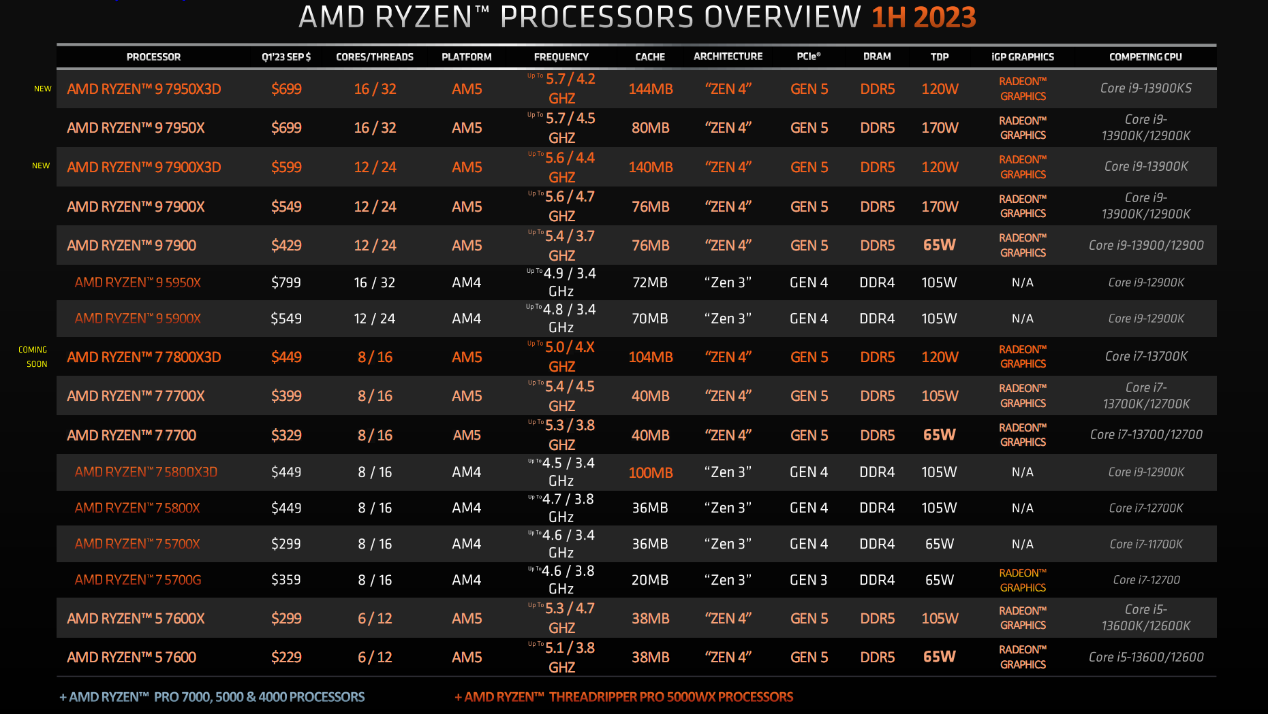 AMD RYZEN™ PROCESSORS OVERVIEW 1H 2023
PROCESSOR Q1'23 SEP $ CORES/THREADS PLATFORM FREQUENCY CACHE ARCHITECTURE PCIe® DRAM TDP iGP GRAPHICS COMPETING CPU
NEW AMD RYZEN™ 9 7950X3D $699 16 / 32 AM5 Up To 5.7 / 4.2 GHZ 144MB “ZEN 4” GEN 5 DDR5 120W RADEON™ GRAPHICS Core i9-13900KS
AMD RYZEN™ 9 7950X $699 16 / 32 AM5 Up To 5.7 / 4.5 GHZ 80MB “ZEN 4” GEN 5 DDR5 170W RADEON™ GRAPHICS Core i9-13900K/12900K
NEW AMD RYZEN™ 9 7900X3D $599 12 / 24 AM5 Up To 5.6 / 4.4 GHZ 140MB “ZEN 4” GEN 5 DDR5 120W RADEON™ GRAPHICS Core i9-13900K
AMD RYZEN™ 9 7900X $549 12 / 24 AM5 Up To 5.6 / 4.7 GHZ 76MB “ZEN 4” GEN 5 DDR5 170W RADEON™ GRAPHICS Core i9-13900K/12900K
AMD RYZEN™ 9 7900 $429 12 / 24 AM5 Up To 5.4 / 3.7 GHZ 76MB “ZEN 4” GEN 5 DDR5 65W RADEON™ GRAPHICS Core i9-13900/12900
AMD RYZEN™ 9 5950X $799 16 / 32 AM4 Up To 4.9 / 3.4 GHz 72MB “Zen 3” GEN 4 DDR4 105W N/A Core i9-12900K
AMD RYZEN™ 9 5900X $549 12 / 24 AM4 Up To 4.8 / 3.4 GHz 70MB “Zen 3” GEN 4 DDR4 105W N/A Core i9-12900K
COMING SOON AMD RYZEN™ 7 7800X3D $449 8 / 16 AM5 Up To 5.0 / 4.X GHZ 104MB “ZEN 4” GEN 5 DDR5 120W RADEON™ GRAPHICS Core i7-13700K
AMD RYZEN™ 7 7700X $399 8 / 16 AM5 Up To 5.4 / 4.5 GHZ 40MB “ZEN 4” GEN 5 DDR5 105W RADEON™ GRAPHICS Core i7-13700K/12700K
AMD RYZEN™ 7 7700 $329 8 / 16 AM5 Up To 5.3 / 3.8 GHZ 40MB “ZEN 4” GEN 5 DDR5 65W RADEON™ GRAPHICS Core i7-13700/12700
AMD RYZEN™ 7 5800X3D $449 8 / 16 AM4 Up To 4.5 / 3.4 GHz 100MB “Zen 3” GEN 4 DDR4 105W N/A Core i9-12900K
AMD RYZEN™ 7 5800X $449 8 / 16 AM4 Up To 4.7 / 3.8 GHz 36MB “Zen 3” GEN 4 DDR4 105W N/A Core i7-12700K
AMD RYZEN™ 7 5700X $299 8 / 16 AM4 Up To 4.6 / 3.4 GHz 36MB “Zen 3” GEN 4 DDR4 65W N/A Core i7-11700K
AMD RYZEN™ 7 5700G $359 8 / 16 AM4 Up To 4.6 / 3.8 GHz 20MB “Zen 3” GEN 3 DDR4 65W RADEON™ GRAPHICS Core i7-12700
AMD RYZEN™ 5 7600X $299 6 / 12 AM5 Up To 5.3 / 4.7 GHZ 38MB “ZEN 4” GEN 5 DDR5 105W RADEON™ GRAPHICS Core i5-13600K/12600K
AMD RYZEN™ 5 7600 $229 6 / 12 AM5 Up To 5.1 / 3.8 GHZ 38MB “ZEN 4” GEN 5 DDR5 65W RADEON™ GRAPHICS Core i5-13600/12600
+ AMD RYZEN™ PRO 7000, 5000 & 4000 PROCESSORS + AMD RYZEN™ THREADRIPPER PRO 5000WX PROCESSORS